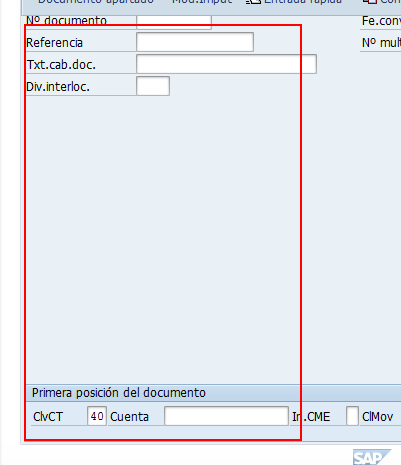 Documento aparcado Mod.imput Entrada rápida
Nº documento Fe.conv
Referencia Nº mult
Txt.cab.doc.
Div.interloc.
Primera posición del documento
ClvCT 40 Cuenta In.CME ClMov
SAP